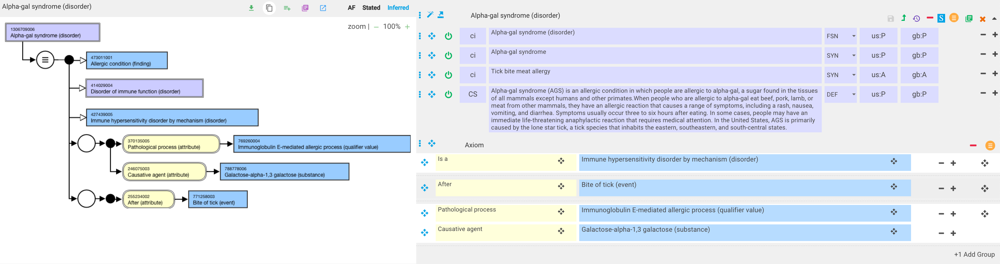 Alpha-gal syndrome (disorder)
AF Stated Inferred
zoom | − 100% +
1306709006
Alpha-gal syndrome (disorder)
473011001
Allergic condition (finding)
414029004
Disorder of immune function (disorder)
427439005
Immune hypersensitivity disorder by mechanism (disorder)
370135005
Pathological process (attribute)
769260004
Immunoglobulin E-mediated allergic process (qualifier value)
246075003
Causative agent (attribute)
788778006
Galactose-alpha-1,3 galactose (substance)
255234002
After (attribute)
771258003
Bite of tick (event)
Alpha-gal syndrome (disorder)
S
ci Alpha-gal syndrome (disorder) FSN us:P gb:P
ci Alpha-gal syndrome SYN us:P gb:P
ci Tick bite meat allergy SYN us:A gb:A
CS Alpha-gal syndrome (AGS) is an allergic condition in which people are allergic to alpha-gal, a sugar found in the tissues DEF us:P gb:P
of all mammals except humans and other primates.When people who are allergic to alpha-gal eat beef, pork, lamb, or
meat from other mammals, they have an allergic reaction that causes a range of symptoms, including a rash, nausea,
vomiting, and diarrhea. Symptoms usually occur three to six hours after eating. In some cases, people may have an
immediate life-threatening anaphylactic reaction that requires medical attention. In the United States, AGS is primarily
caused by the lone star tick, a tick species that inhabits the eastern, southeastern, and south-central states.
Axiom
Is a Immune hypersensitivity disorder by mechanism (disorder)
After Bite of tick (event)
Pathological process Immunoglobulin E-mediated allergic process (qualifier value)
Causative agent Galactose-alpha-1,3 galactose (substance)
+1 Add Group